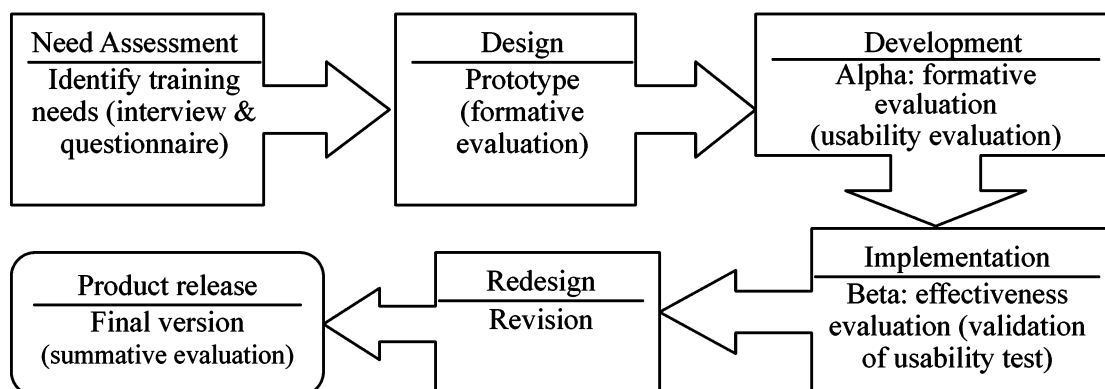 Need Assessment
Identify training
needs (interview &
questionnaire)
Design
Prototype
(formative
evaluation)
Development
Alpha: formative
evaluation
(usability evaluation)
Implementation
Beta: effectiveness
evaluation (validation
of usability test)
Redesign
Revision
Product release
Final version
(summative evaluation)